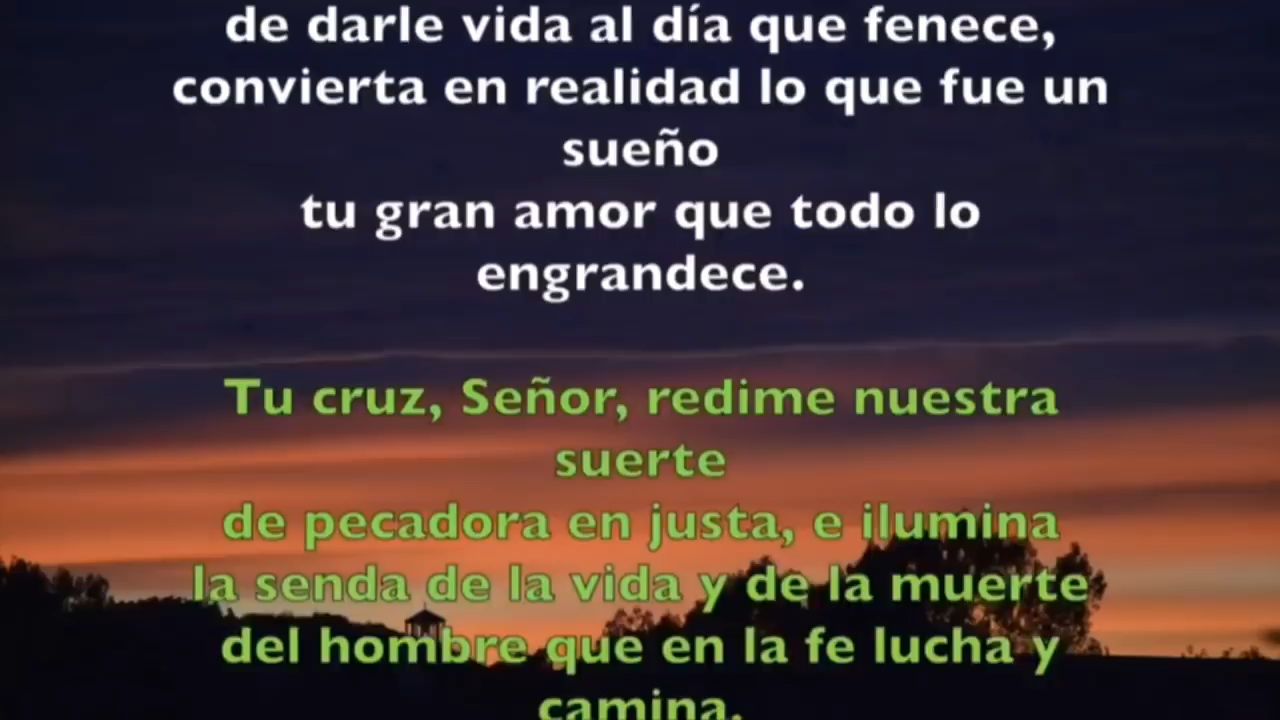 de darle vida al día que fenece,
convierta en realidad lo que fue un
sueño
tu gran amor que todo lo
engrandece.
Tu cruz, Señor, redime nuestra
suerte
de pecadora en justa, e ilumina
la senda de la vida y de la muerte
del hombre que en la fe lucha y
camina.